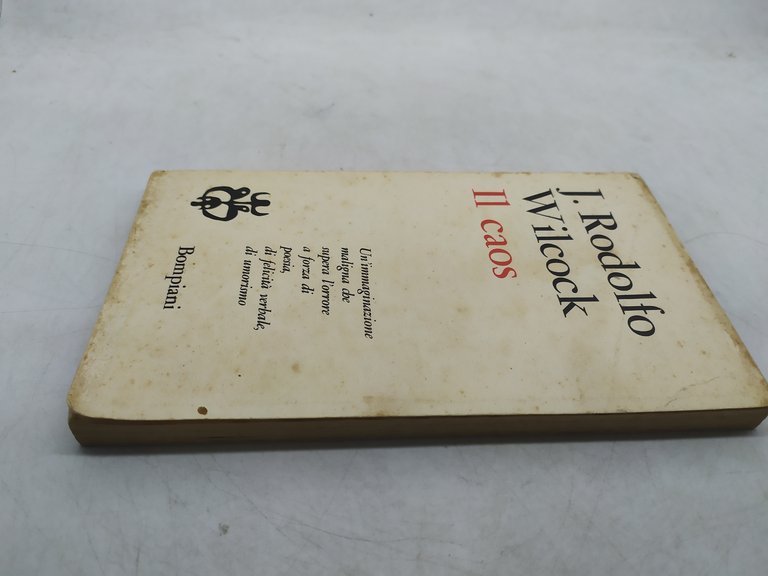 J. Rodolfo
Wilcock
Il caos
Un'immaginazione
maligna che
supera l'orrore
a forza di
poesia,
di felicità verbale,
di umorismo
Bompiani